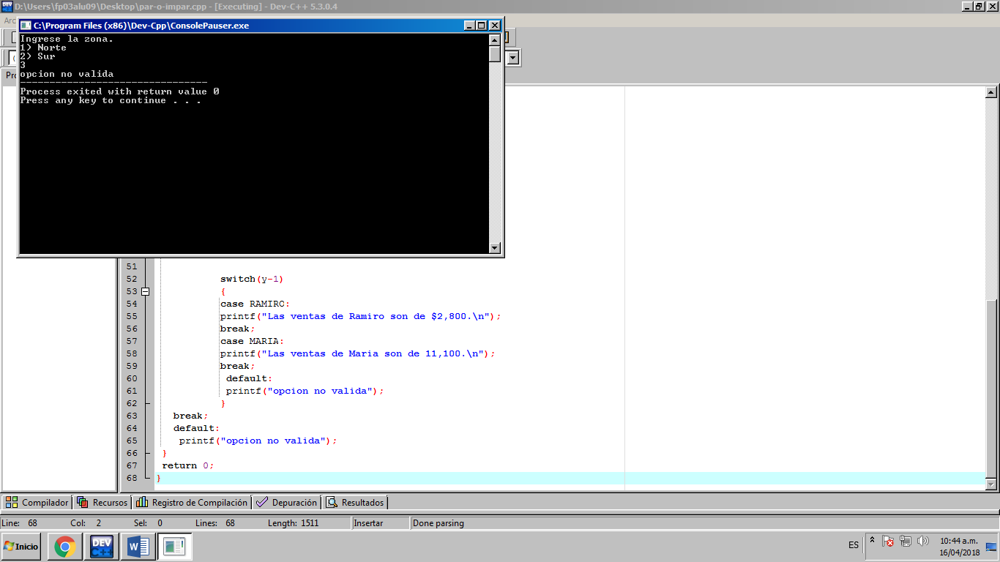 D:\Users\fp03alu09\Desktop\par-o-impar.cpp - [Executing] - Dev-C++ 5.3.0.4
C:\Program Files (x86)\Dev-Cpp\ConsolePauser.exe
Ingrese la zona.
1) Norte
2) Sur
3
opcion no valida
--------------------------------
Process exited with return value 0
Press any key to continue . . .
51
52 switch(y-1)
53 {
54 case RAMIRO:
55 printf("Las ventas de Ramiro son de $2,800.\n");
56 break;
57 case MARIA:
58 printf("Las ventas de Maria son de 11,100.\n");
59 break;
60 default:
61 printf("opcion no valida");
62 }
63 break;
64 default:
65 printf("opcion no valida");
66 }
67 return 0;
68 }
Compilador Recursos Registro de Compilación Depuración Resultados
Line: 68 Col: 2 Sel: 0 Lines: 68 Length: 1511 Insertar Done parsing
Inicio DEV C++ W ES 10:44 a.m.
16/04/2018